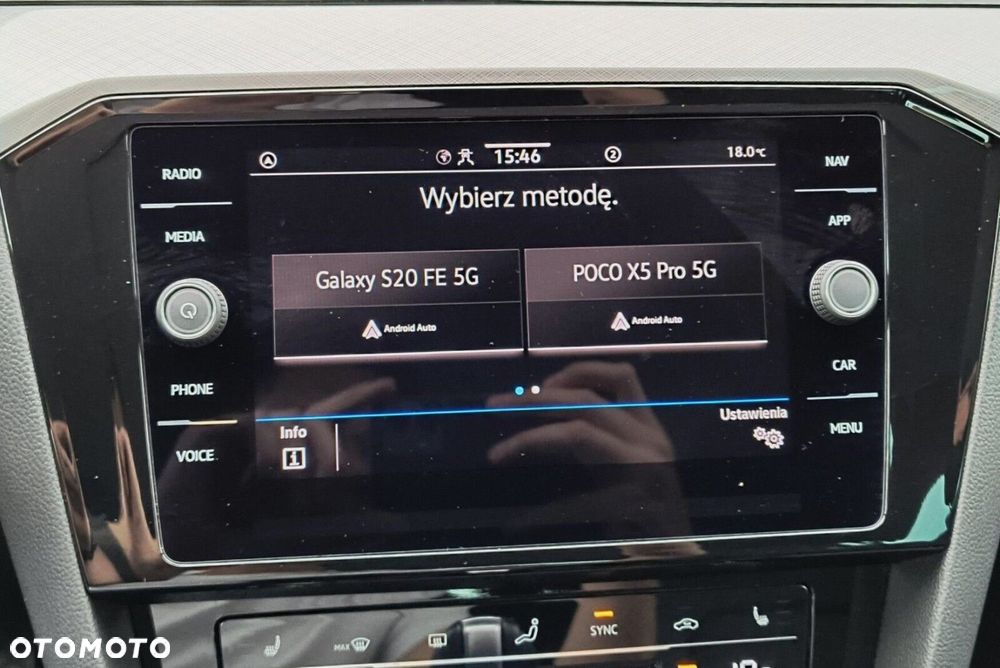 15:46
2
18.0°C
RADIO
NAV
Wybierz metodę.
MEDIA
APP
Galaxy S20 FE 5G
POCO X5 Pro 5G
Android Auto
Android Auto
PHONE
CAR
VOICE
MENU
Info
i
Ustawienia
MAX
SYNC
OTOMOTO